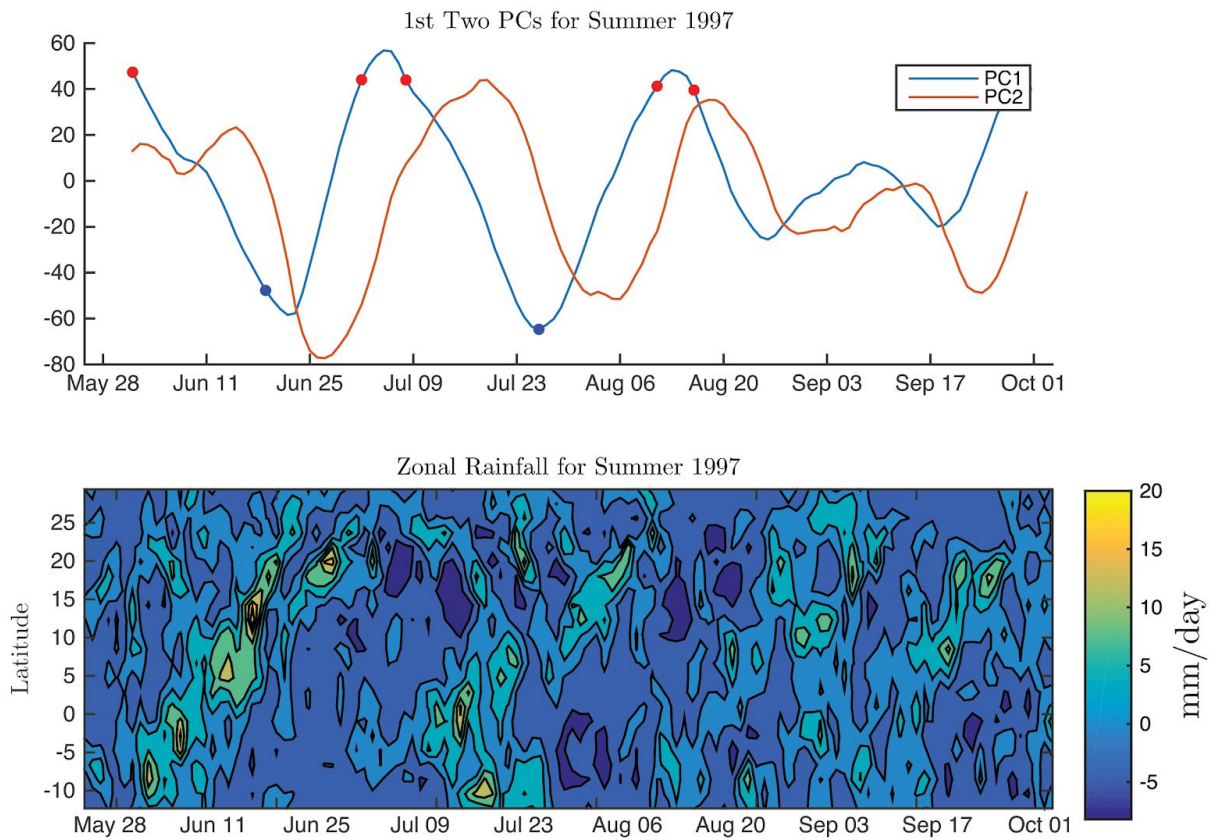 1st Two PCs for Summer 1997
60
40
20
0
-20
-40
-60
-80
PC1
PC2
May 28 Jun 11 Jun 25 Jul 09 Jul 23 Aug 06 Aug 20 Sep 03 Sep 17 Oct 01
Zonal Rainfall for Summer 1997
Latitude
25
20
15
10
5
0
-5
-10
May 28 Jun 11 Jun 25 Jul 09 Jul 23 Aug 06 Aug 20 Sep 03 Sep 17 Oct 01
20
15
10
5
0
-5
mm/day